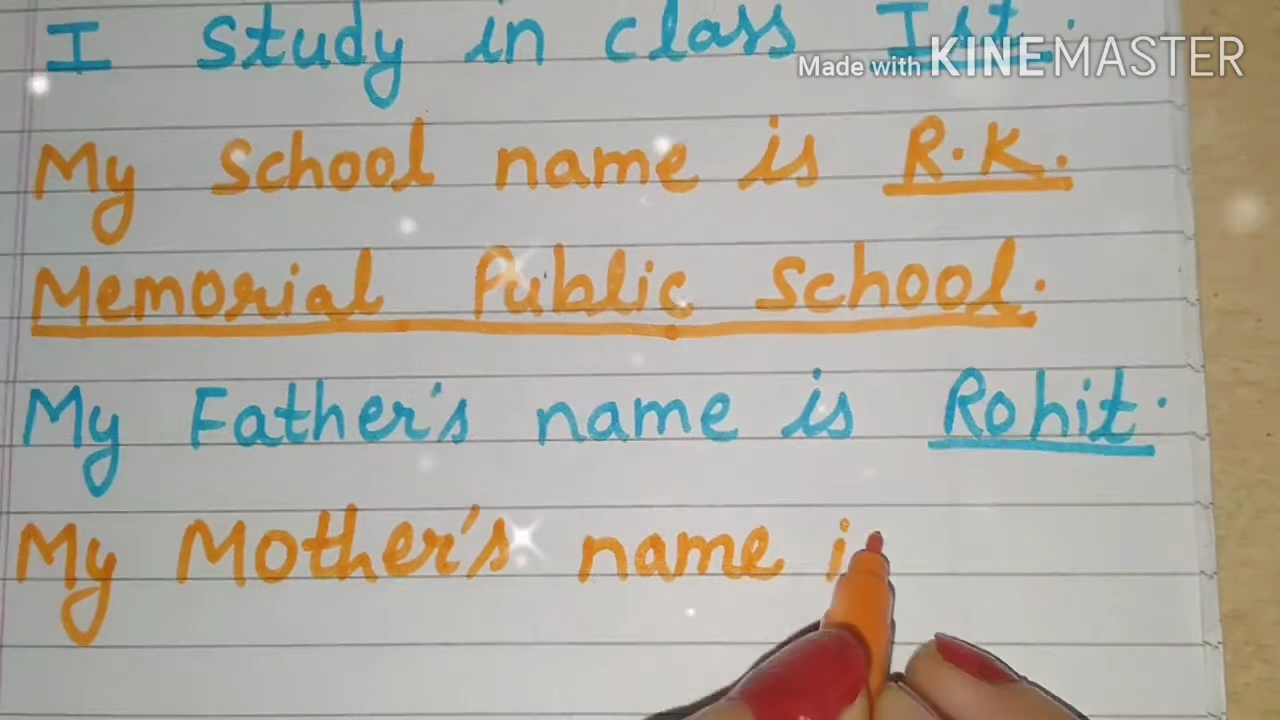 I study in class Ist.
Made with KINEMASTER
My School name is R.K.
Memorial Public School.
My Father's name is Rohit.
My Mother's name i